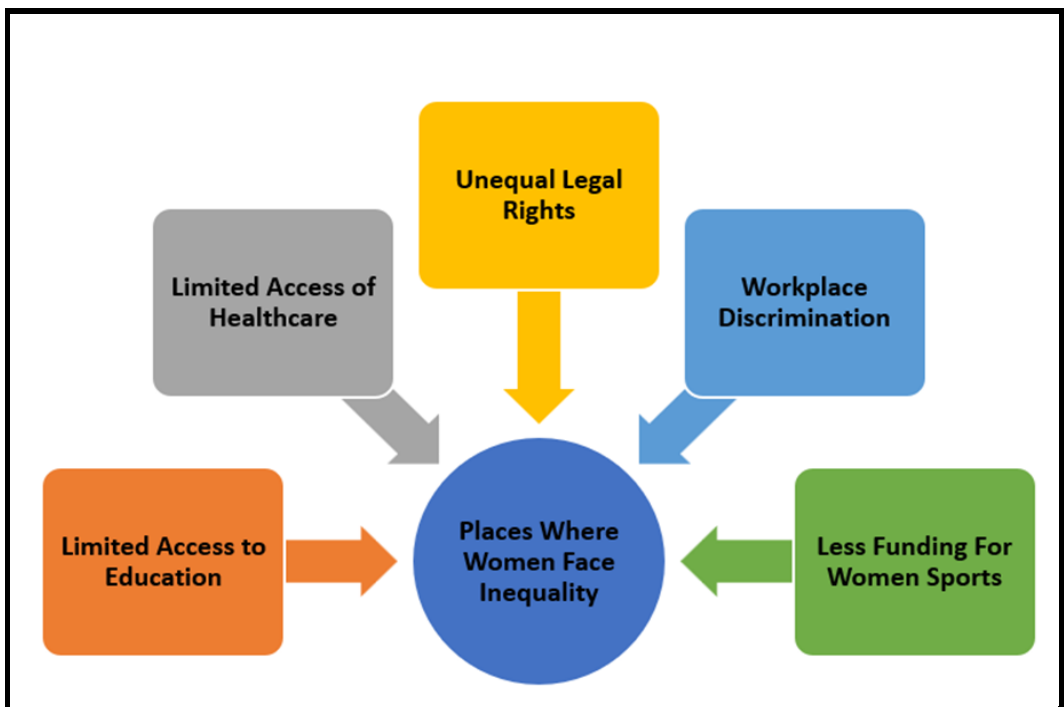 Unequal Legal
Rights
Limited Access of
Healthcare
Workplace
Discrimination
Limited Access to
Education
Places Where
Women Face
Inequality
Less Funding For
Women Sports